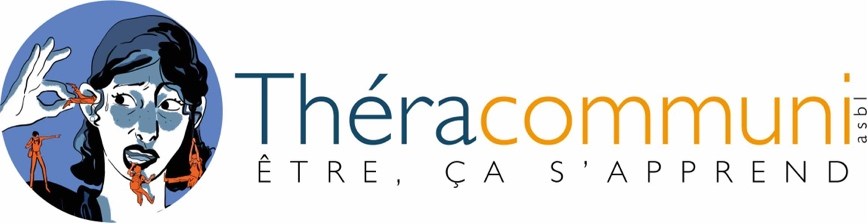 Théracommuni
asbl
ÊTRE, ÇA S'APPREND